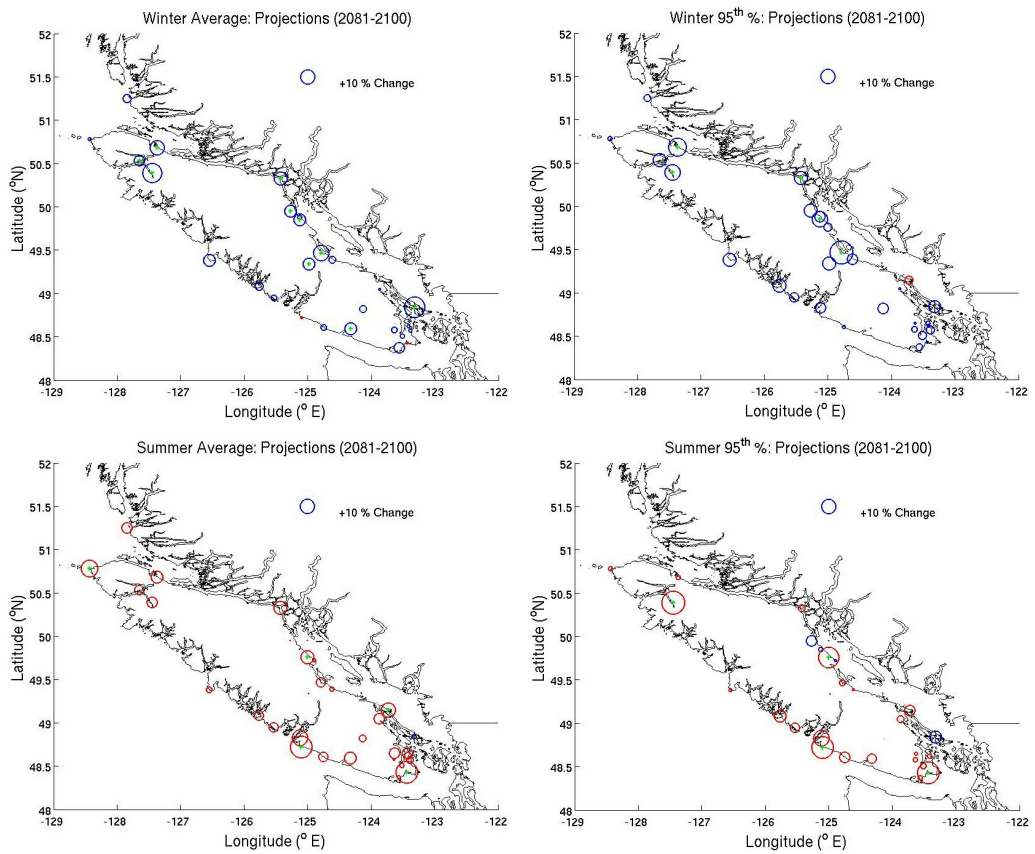 Winter Average: Projections (2081-2100)
52
51.5
51
50.5
50
49.5
49
48.5
48
+10 % Change
Latitude (°N)
-129 -128 -127 -126 -125 -124 -123 -122
Longitude (° E)
Winter 95th %: Projections (2081-2100)
52
51.5
51
50.5
50
49.5
49
48.5
48
+10 % Change
Latitude (°N)
-129 -128 -127 -126 -125 -124 -123 -122
Longitude (° E)
Summer Average: Projections (2081-2100)
52
51.5
51
50.5
50
49.5
49
48.5
48
+10 % Change
Latitude (°N)
-129 -128 -127 -126 -125 -124 -123 -122
Longitude (° E)
Summer 95th %: Projections (2081-2100)
52
51.5
51
50.5
50
49.5
49
48.5
48
+10 % Change
Latitude (°N)
-129 -128 -127 -126 -125 -124 -123 -122
Longitude (° E)